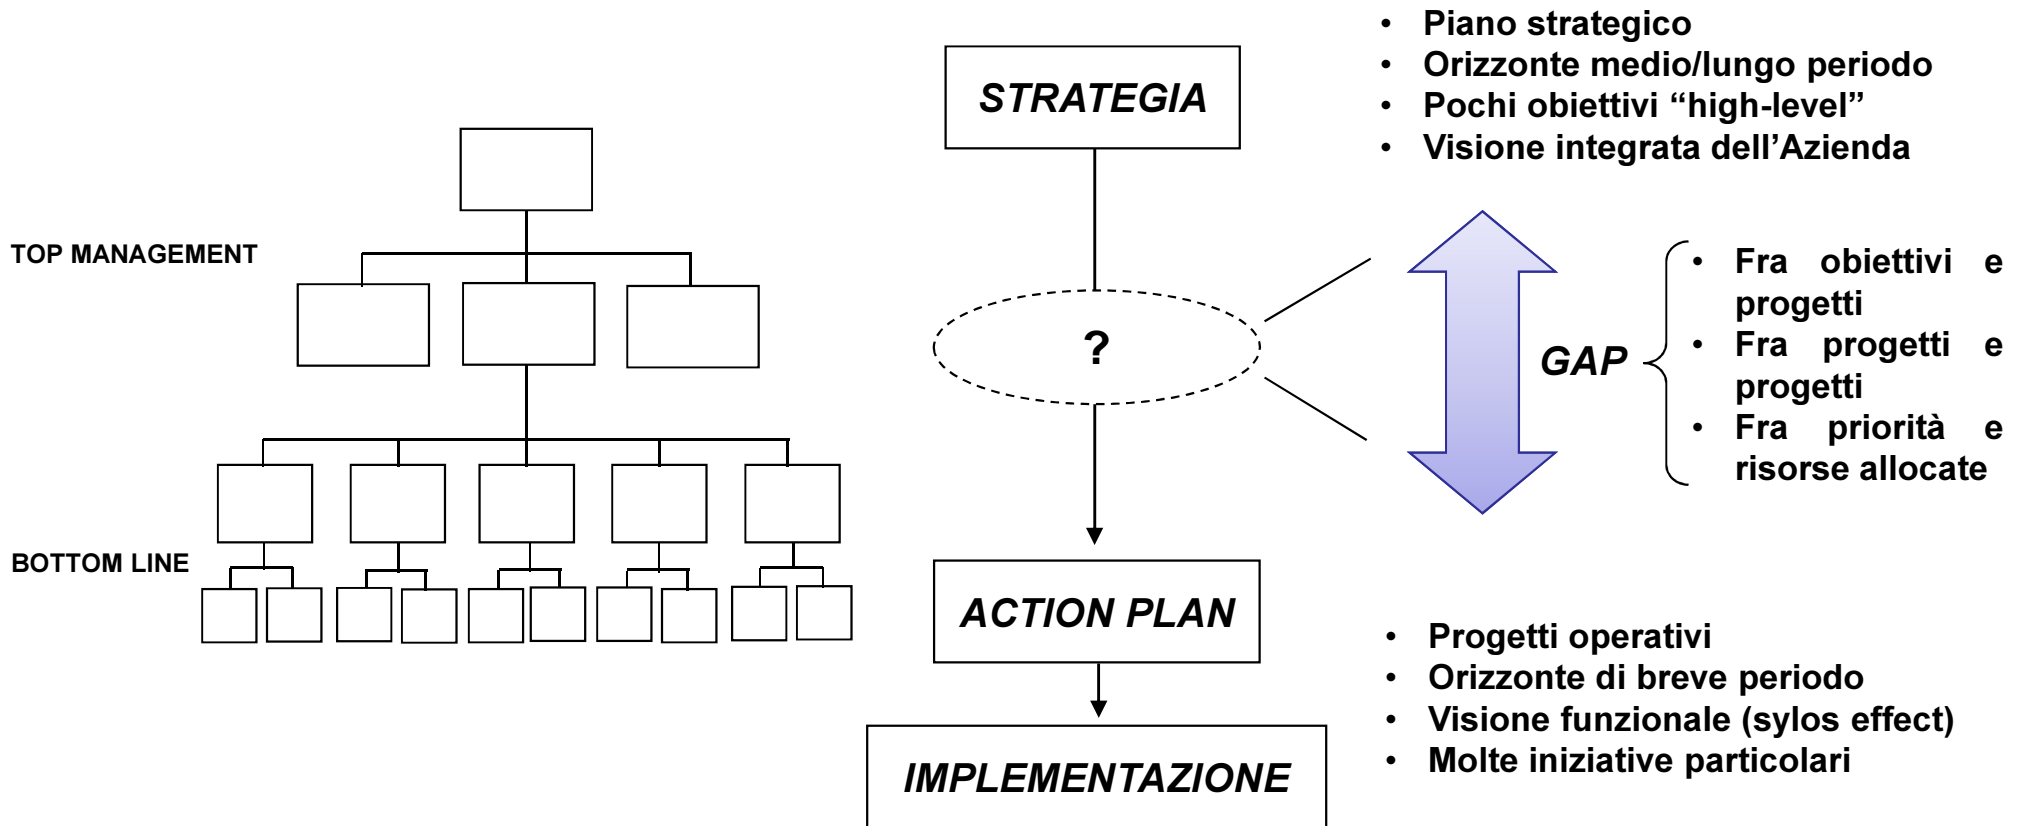 TOP MANAGEMENT
BOTTOM LINE
STRATEGIA
?
ACTION PLAN
IMPLEMENTAZIONE
• Piano strategico
• Orizzonte medio/lungo periodo
• Pochi obiettivi “high-level”
• Visione integrata dell’Azienda
GAP
• Fra obiettivi e
progetti
• Fra progetti e
progetti
• Fra priorità e
risorse allocate
• Progetti operativi
• Orizzonte di breve periodo
• Visione funzionale (sylos effect)
• Molte iniziative particolari